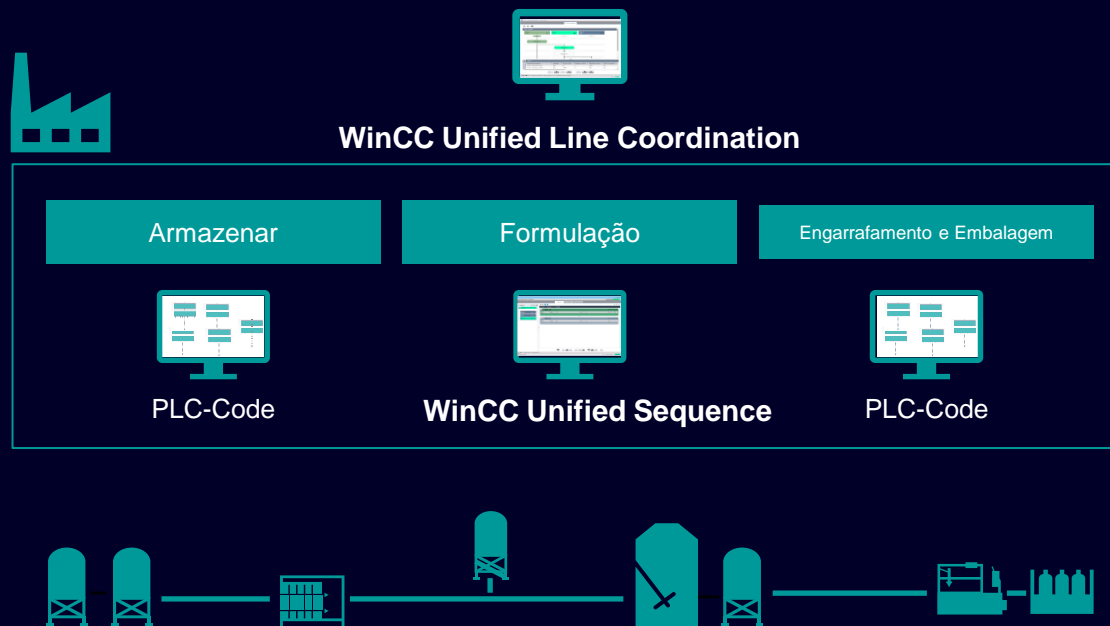 WinCC Unified Line Coordination
Armazenar
Formulação
Engarrafamento e Embalagem
PLC-Code
WinCC Unified Sequence
PLC-Code